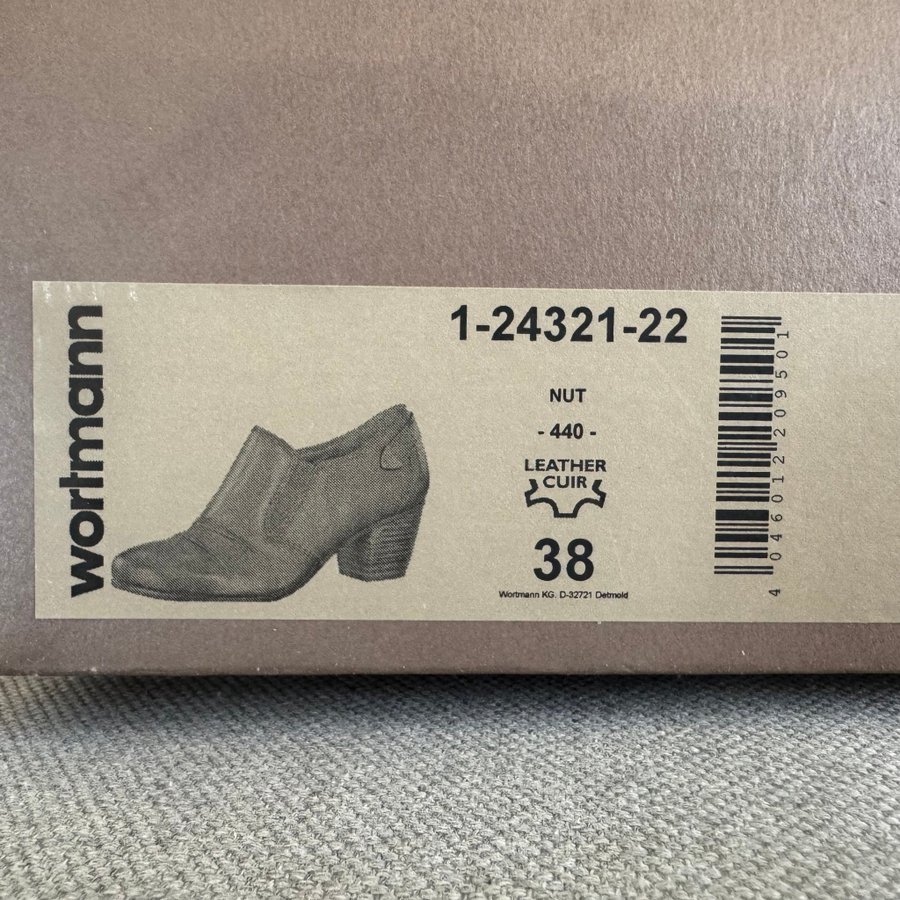 wortmann
1-24321-22
NUT
- 440 -
LEATHER
CUIR
38
Wortmann KG. D-32721 Detmold
4 046012 209501